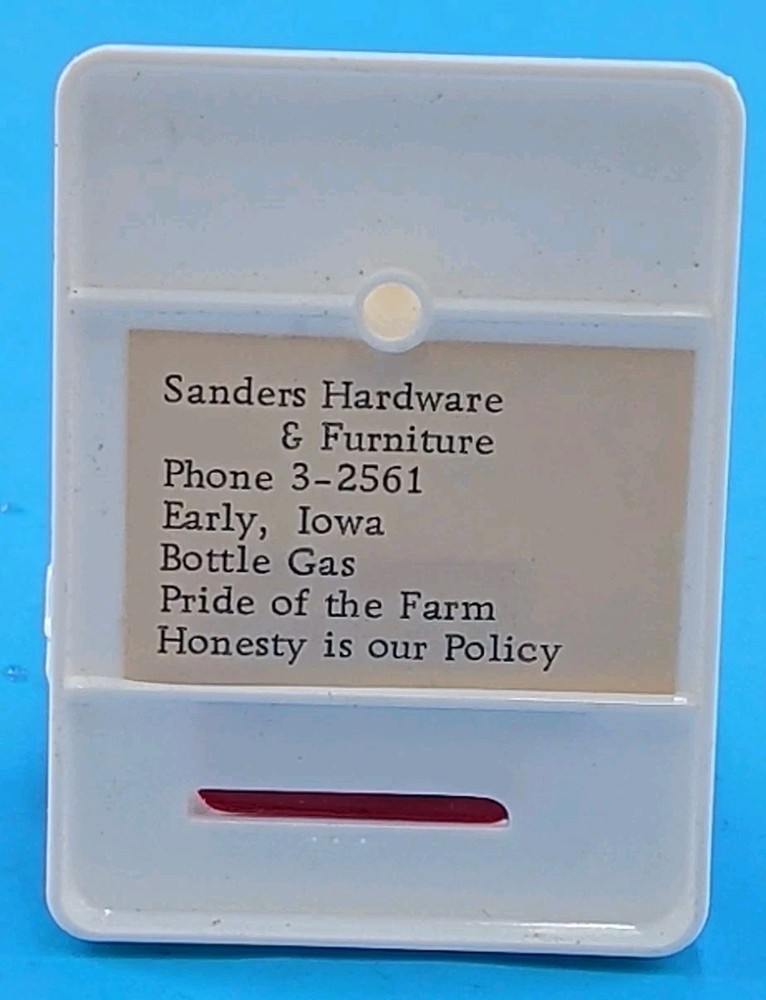 Sanders Hardware
& Furniture
Phone 3-2561
Early, Iowa
Bottle Gas
Pride of the Farm
Honesty is our Policy